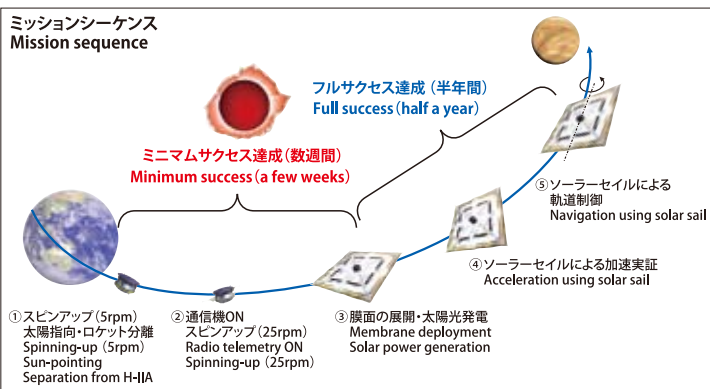 ミッションシーケンス
Mission sequence
フルサクセス達成（半年間）
Full success（half a year）
ミニマムサクセス達成（数週間）
Minimum success（a few weeks）
①スピンアップ（5rpm）
太陽指向・ロケット分離
Spinning-up（5rpm）
Sun-pointing
Separation from H-IIA
②通信機ON
スピンアップ（25rpm）
Radio telemetry ON
Spinning-up（25rpm）
③膜面の展開・太陽光発電
Membrane deployment
Solar power generation
④ソーラーセイルによる加速実証
Acceleration using solar sail
⑤ソーラーセイルによる
軌道制御
Navigation using solar sail